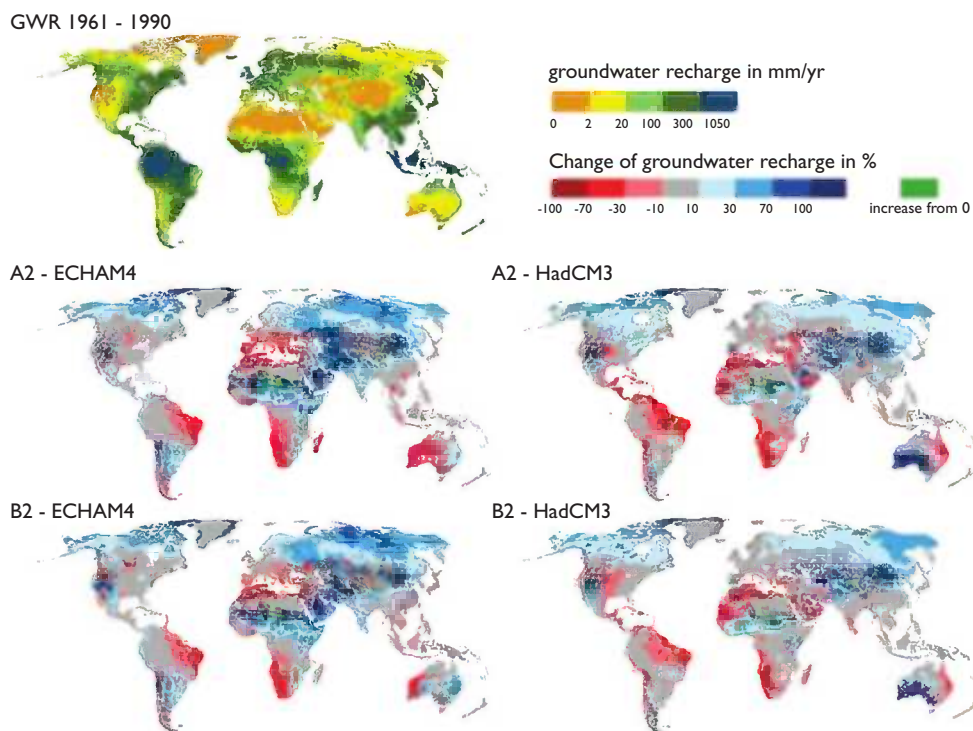 GWR 1961 - 1990
groundwater recharge in mm/yr
0 2 20 100 300 1050
Change of groundwater recharge in %
-100 -70 -30 -10 10 30 70 100
increase from 0
A2 - ECHAM4
A2 - HadCM3
B2 - ECHAM4
B2 - HadCM3